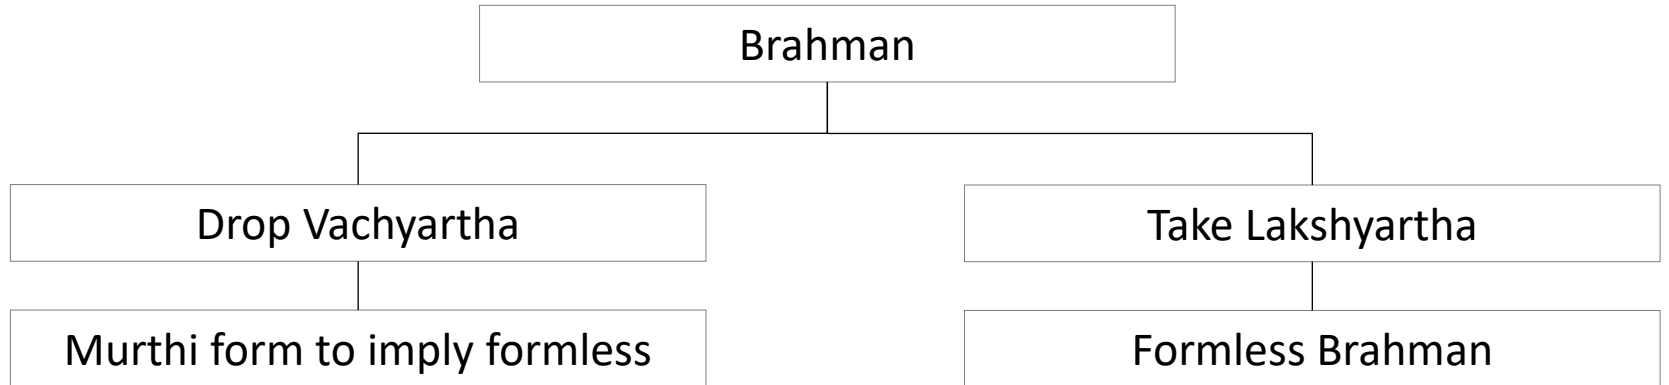 Brahman
Drop Vachyartha
Take Lakshyartha
Murthi form to imply formless
Formless Brahman